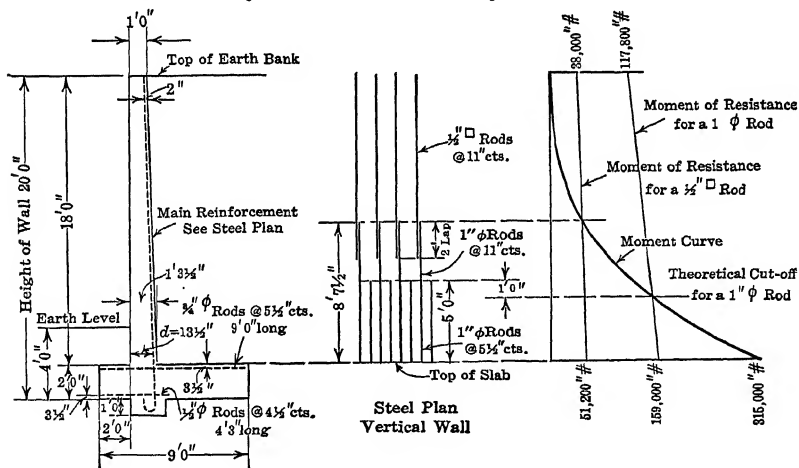 1'0"
Top of Earth Bank
2"
Height of Wall 20'0"
18'0"
Main Reinforcement
See Steel Plan
1'3½"
¾" ϕ
Rods @5½"cts.
9'0"long
Earth Level
d=13½"
4'0"
2'0"
3½"
3½"
1'0"
½" ϕ Rods @4½"cts.
4'3"long
2'0"
9'0"
½" □ Rods
@11"cts.
2' Lap
1" ϕ Rods
@11"cts.
8'7½"
5'0"
1'0"
1" ϕ Rods
@5½"cts.
Top of Slab
Steel Plan
Vertical Wall
38,000"#
117,800"#
Moment of Resistance
for a 1 ϕ Rod
Moment of Resistance
for a ½" □ Rod
Moment Curve
Theoretical Cut-off
for a 1" ϕ Rod
51,200"#
159,000"#
315,000"#